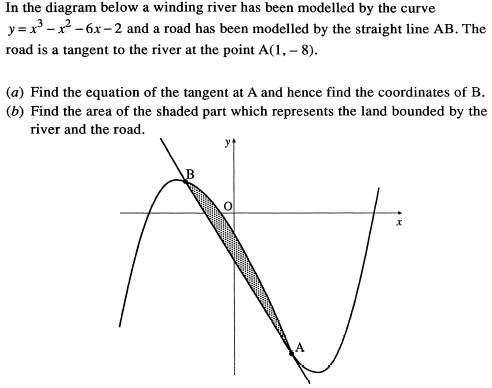 In the diagram below a winding river has been modelled by the curve
y = x³ – x² – 6x – 2 and a road has been modelled by the straight line AB. The
road is a tangent to the river at the point A(1, – 8).
(a) Find the equation of the tangent at A and hence find the coordinates of B.
(b) Find the area of the shaded part which represents the land bounded by the
river and the road.
y
B
O
x
A